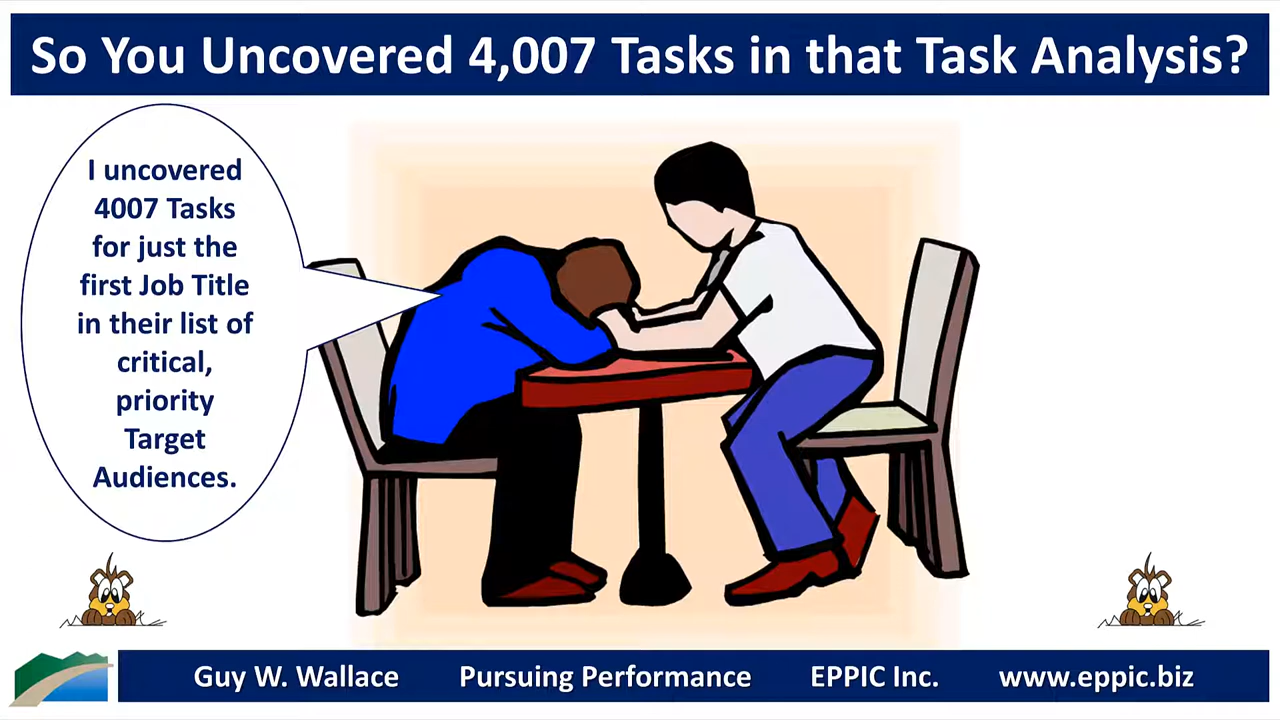 So You Uncovered 4,007 Tasks in that Task Analysis?
I uncovered
4007 Tasks
for just the
first Job Title
in their list of
critical,
priority
Target
Audiences.
Guy W. Wallace Pursuing Performance EPPIC Inc. www.eppic.biz